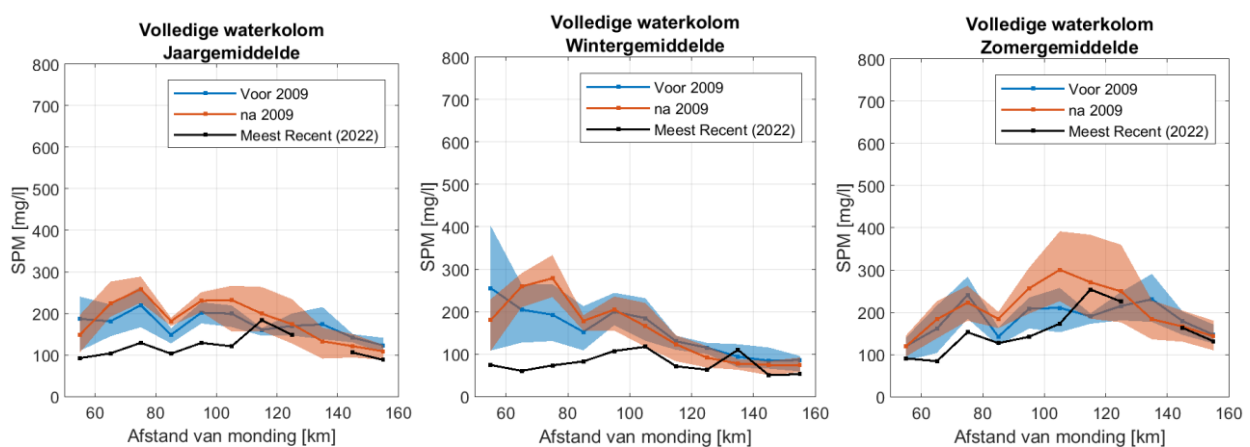 Volledige waterkolom
Jaargemiddelde
800
700
600
500
400
300
200
100
0
SPM [mg/l]
Voor 2009
na 2009
Meest Recent (2022)
60 80 100 120 140 160
Afstand van monding [km]
Volledige waterkolom
Wintergemiddelde
800
700
600
500
400
300
200
100
0
SPM [mg/l]
Voor 2009
na 2009
Meest Recent (2022)
60 80 100 120 140 160
Afstand van monding [km]
Volledige waterkolom
Zomergemiddelde
800
700
600
500
400
300
200
100
0
SPM [mg/l]
Voor 2009
na 2009
Meest Recent (2022)
60 80 100 120 140 160
Afstand van monding [km]